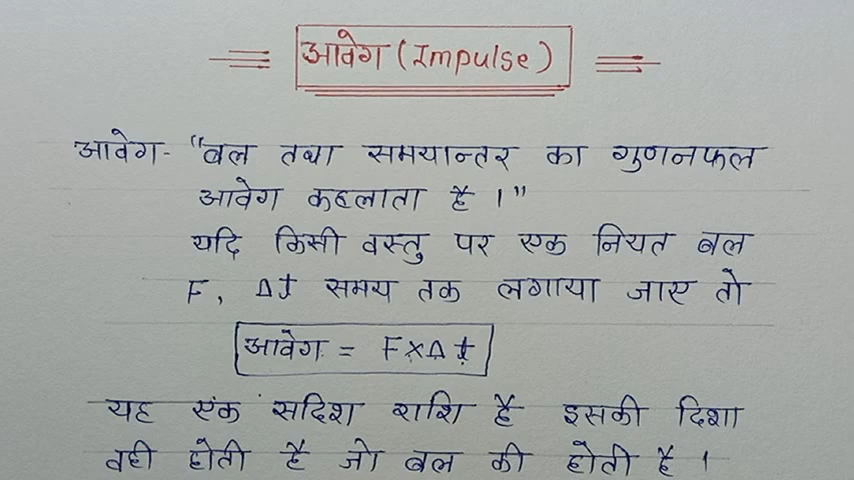 आवेग (Impulse)
आवेग- "बल तथा समयान्तर का गुणनफल
आवेग कहलाता है ।"
यदि किसी वस्तु पर एक नियत बल
F, Δt समय तक लगाया जाए तो
आवेग = F×Δt
यह एक सदिश राशि है इसकी दिशा
वही होती है जो बल की होती है ।